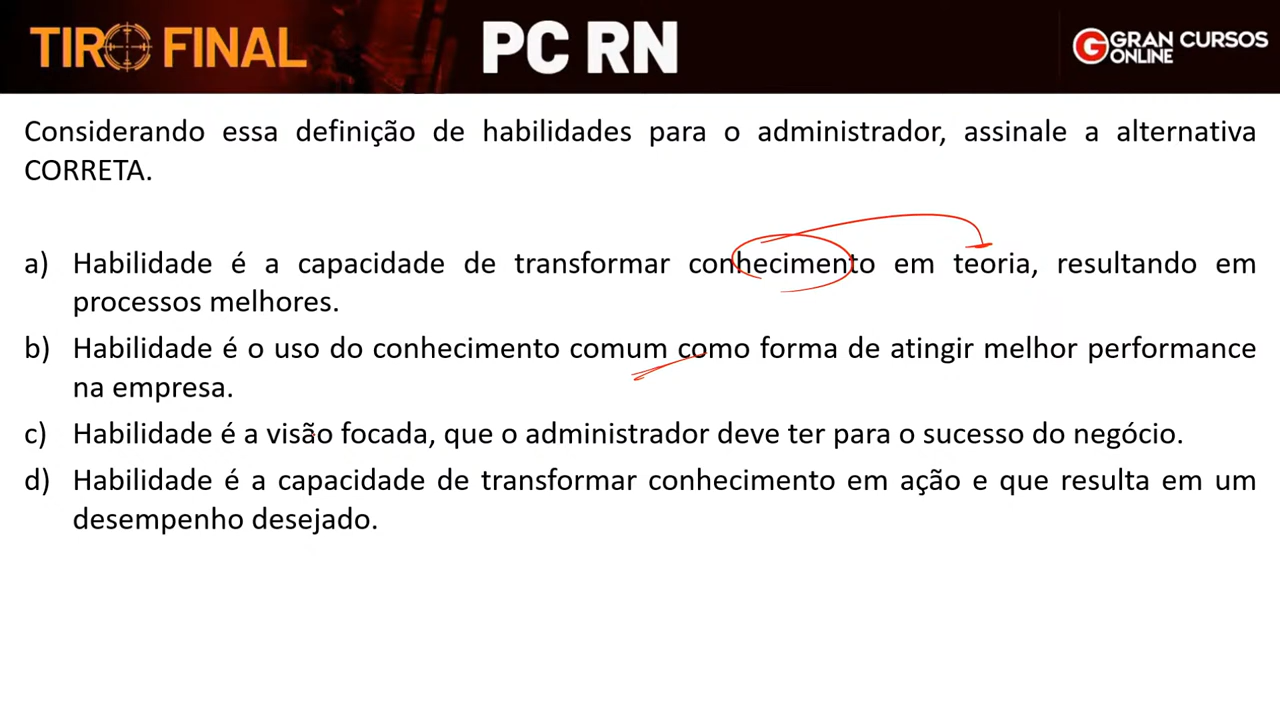 TIRO FINAL
PC RN
GRAN CURSOS
ONLINE
Considerando essa definição de habilidades para o administrador, assinale a alternativa
CORRETA.
a) Habilidade é a capacidade de transformar conhecimento em teoria, resultando em
processos melhores.
b) Habilidade é o uso do conhecimento comum como forma de atingir melhor performance
na empresa.
c) Habilidade é a visão focada, que o administrador deve ter para o sucesso do negócio.
d) Habilidade é a capacidade de transformar conhecimento em ação e que resulta em um
desempenho desejado.